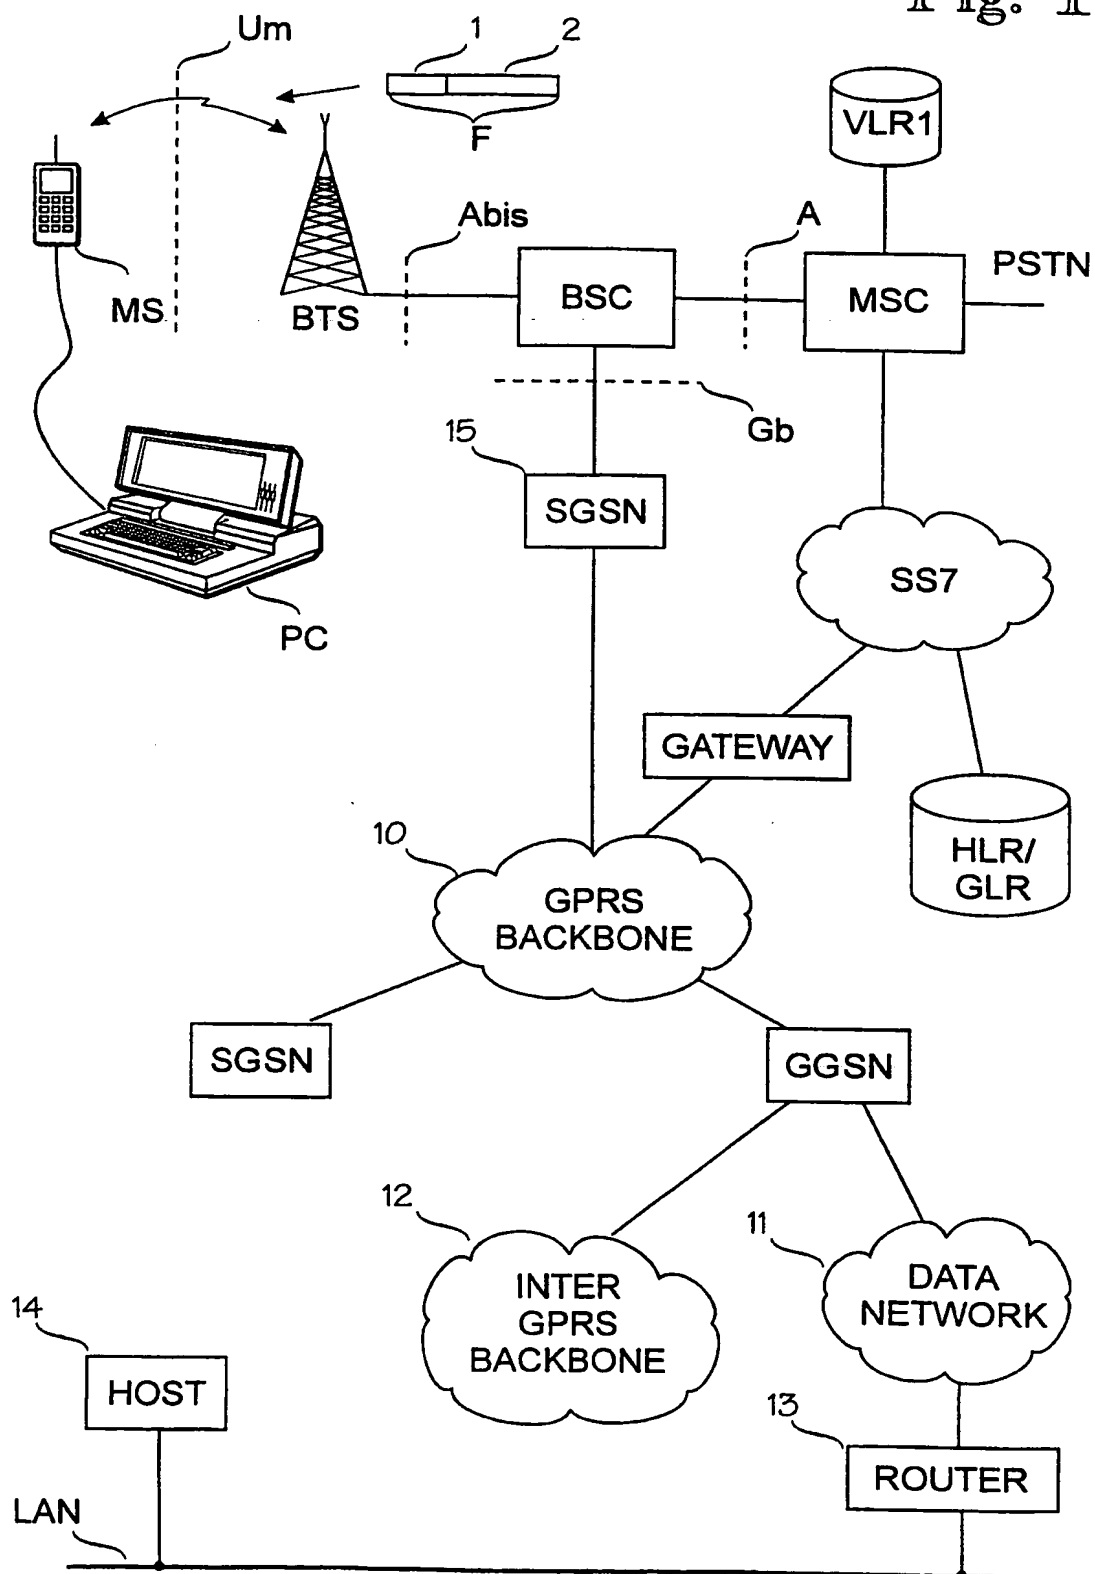 Fig. 1
Um
1
2
F
VLR1
MS
BTS
Abis
BSC
A
MSC
PSTN
Gb
15
SGSN
PC
SS7
GATEWAY
HLR/
GLR
10
GPRS
BACKBONE
SGSN
GGSN
12
INTER
GPRS
BACKBONE
11
DATA
NETWORK
14
HOST
13
ROUTER
LAN